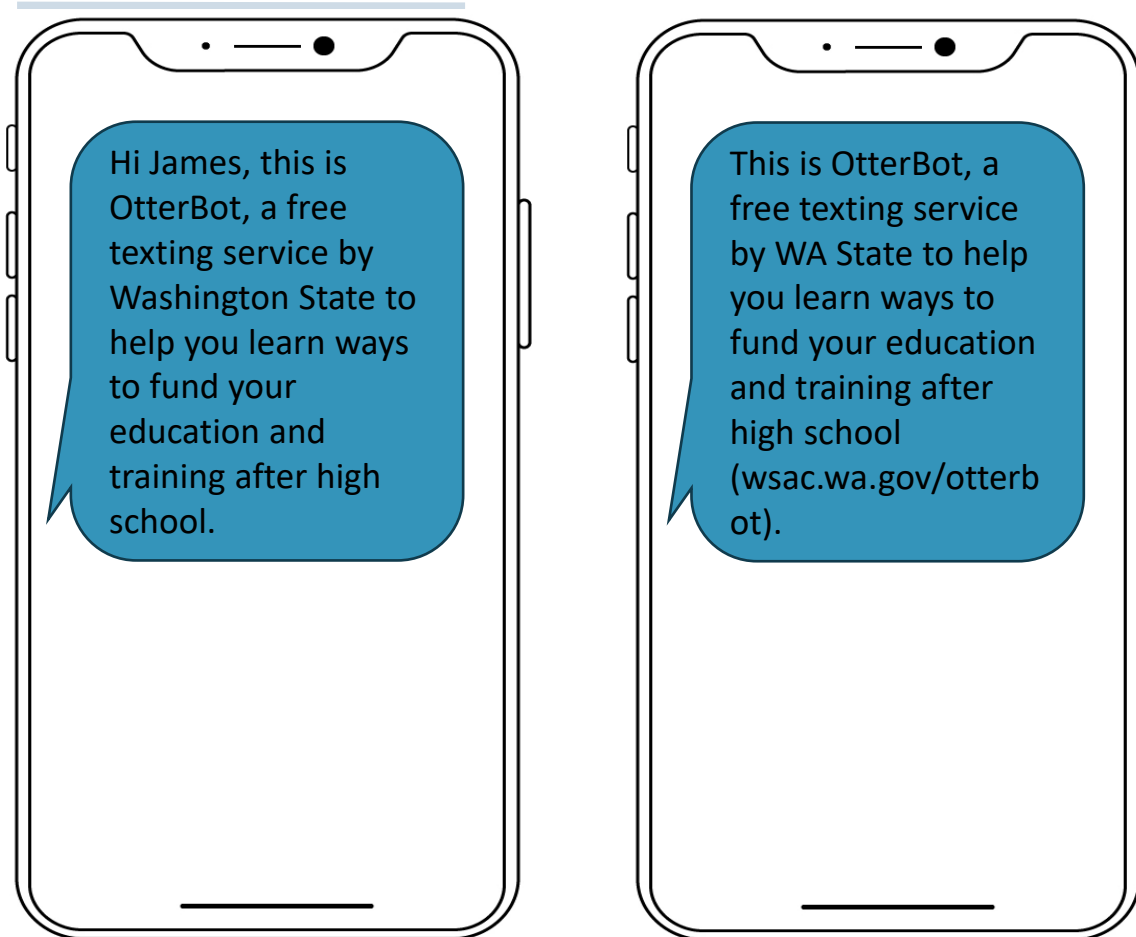 Hi James, this is
OtterBot, a free
texting service by
Washington State to
help you learn ways
to fund your
education and
training after high
school.
This is OtterBot, a
free texting service
by WA State to help
you learn ways to
fund your education
and training after
high school
(wsac.wa.gov/otterb
ot).